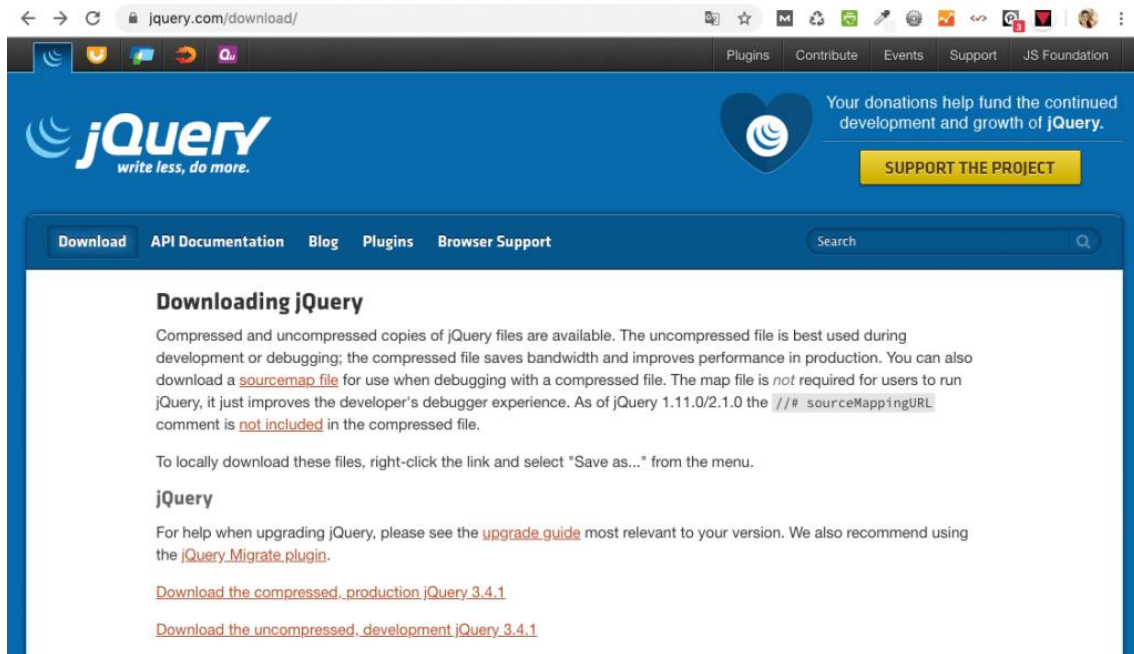 jquery.com/download/
3
Qu
Plugins Contribute Events Support JS Foundation
jQuery
write less, do more.
Your donations help fund the continued
development and growth of jQuery.
SUPPORT THE PROJECT
Download API Documentation Blog Plugins Browser Support Search
Downloading jQuery
Compressed and uncompressed copies of jQuery files are available. The uncompressed file is best used during
development or debugging; the compressed file saves bandwidth and improves performance in production. You can also
download a sourcemap file for use when debugging with a compressed file. The map file is not required for users to run
jQuery, it just improves the developer's debugger experience. As of jQuery 1.11.0/2.1.0 the //# sourceMappingURL
comment is not included in the compressed file.
To locally download these files, right-click the link and select "Save as..." from the menu.
jQuery
For help when upgrading jQuery, please see the upgrade guide most relevant to your version. We also recommend using
the jQuery Migrate plugin.
Download the compressed, production jQuery 3.4.1
Download the uncompressed, development jQuery 3.4.1